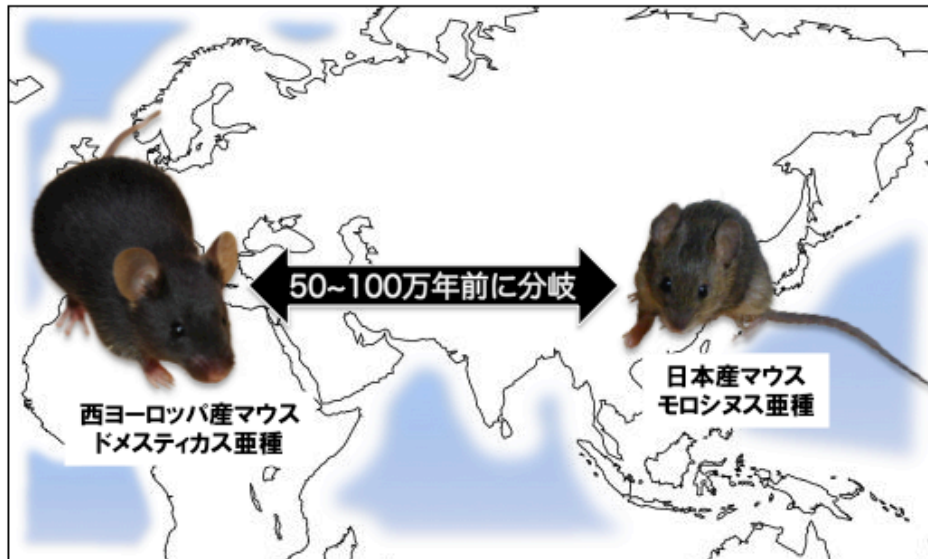 50~100万年前に分岐
西ヨーロッパ産マウス
ドメスティカス亜種
日本産マウス
モロシヌス亜種